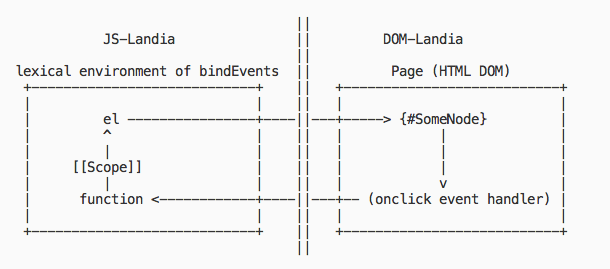 JS-Landia DOM-Landia
lexical environment of bindEvents Page (HTML DOM)
el {#SomeNode}
[[Scope]]
function (onclick event handler)